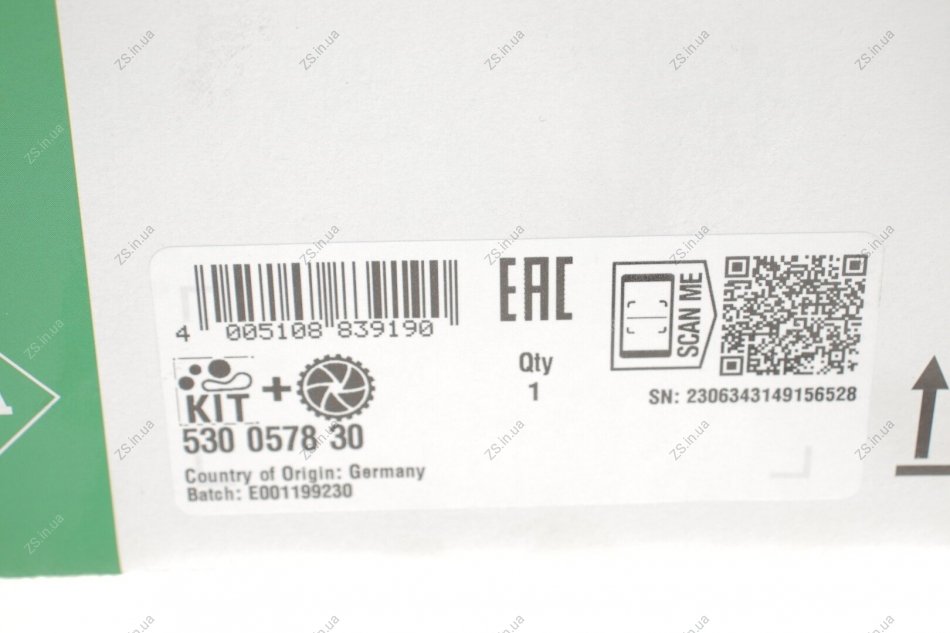 4 005108 839190
EAC
SCAN ME
Qty
1
SN: 2306343149156528
KIT +
530 0578 30
Country of Origin: Germany
Batch: E001199230
ZS.in.ua